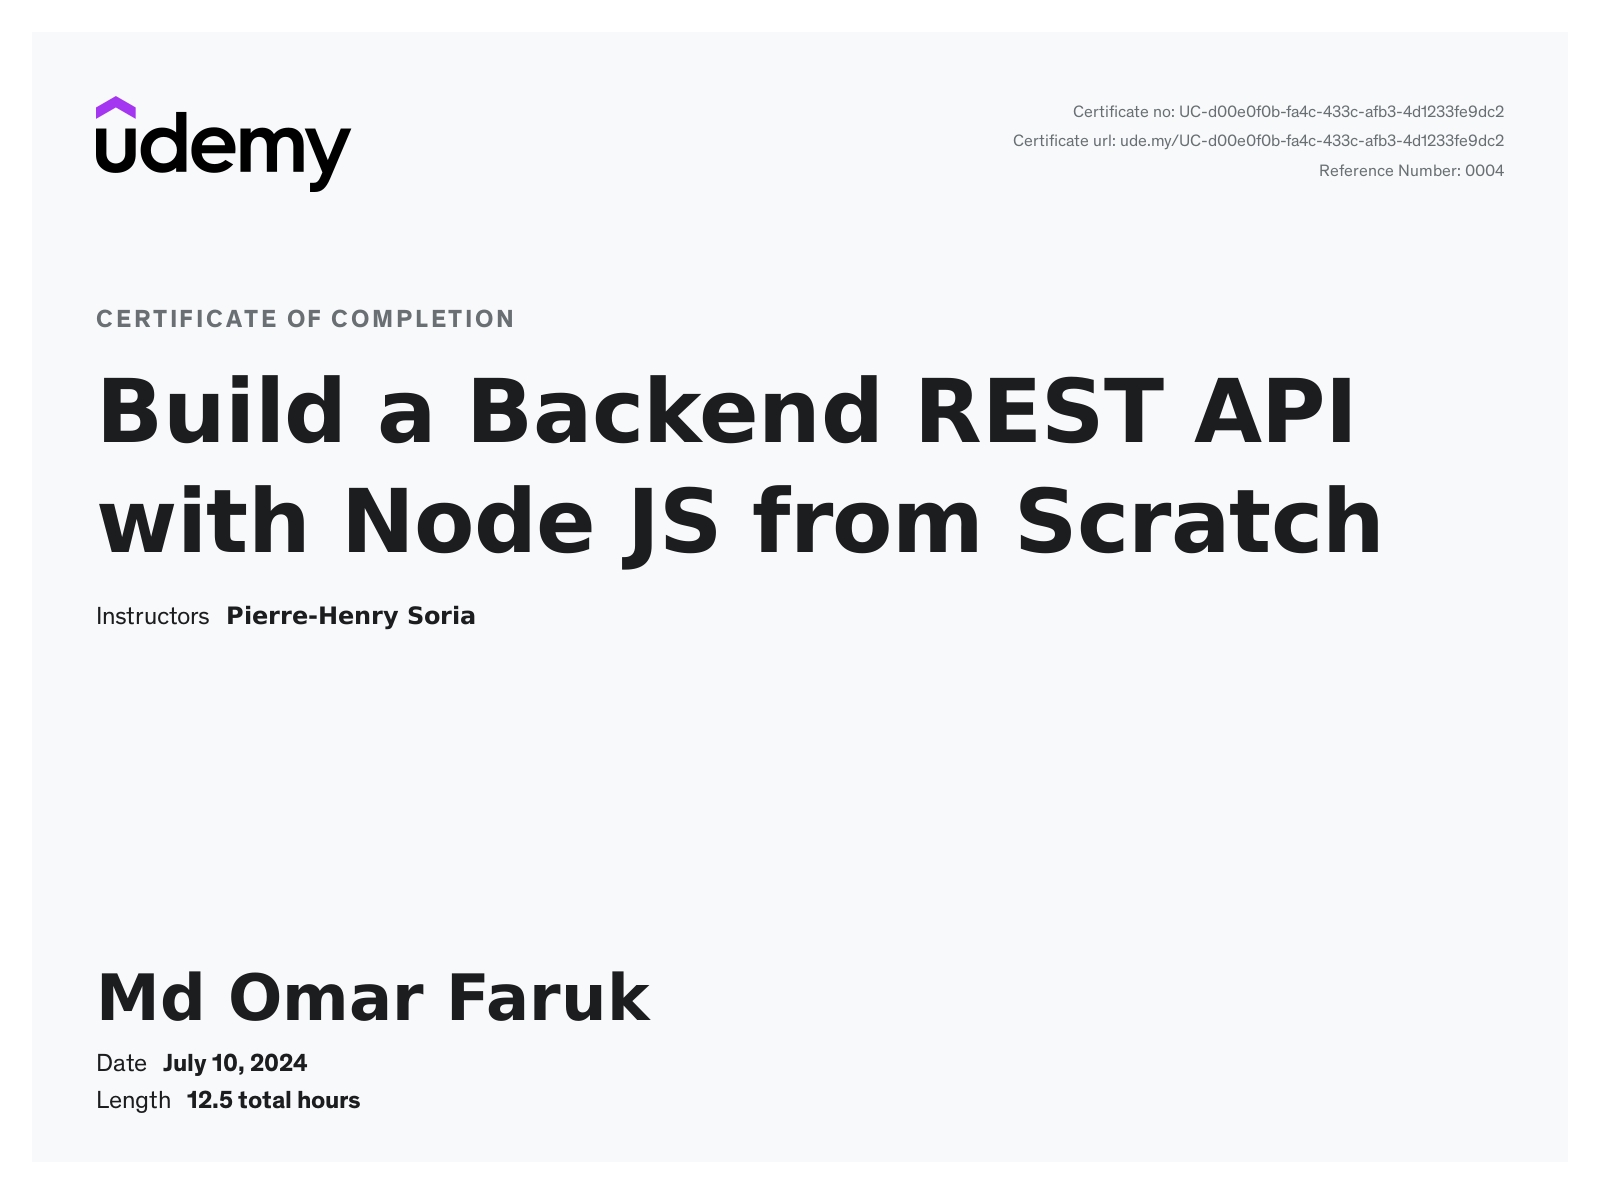 udemy
Certificate no: UC-d00e0f0b-fa4c-433c-afb3-4d1233fe9dc2
Certificate url: ude.my/UC-d00e0f0b-fa4c-433c-afb3-4d1233fe9dc2
Reference Number: 0004
CERTIFICATE OF COMPLETION
Build a Backend REST API
with Node JS from Scratch
Instructors Pierre-Henry Soria
Md Omar Faruk
Date July 10, 2024
Length 12.5 total hours